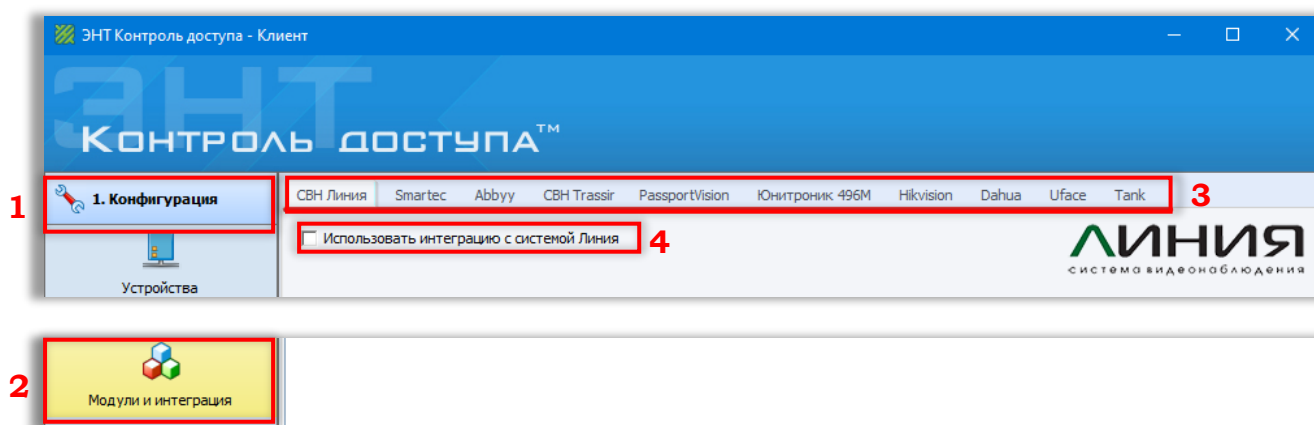 ЭНТ Контроль доступа - Клиент
ЭНТ
Контроль доступа™
1
1. Конфигурация
СВН Линия Smartec Abbyy СВН Trassir PassportVision Юнитроник 496М Hikvision Dahua Uface Tank
3
Использовать интеграцию с системой Линия
4
ЛИНИЯ
система видеонаблюдения
Устройства
2
Модули и интеграция